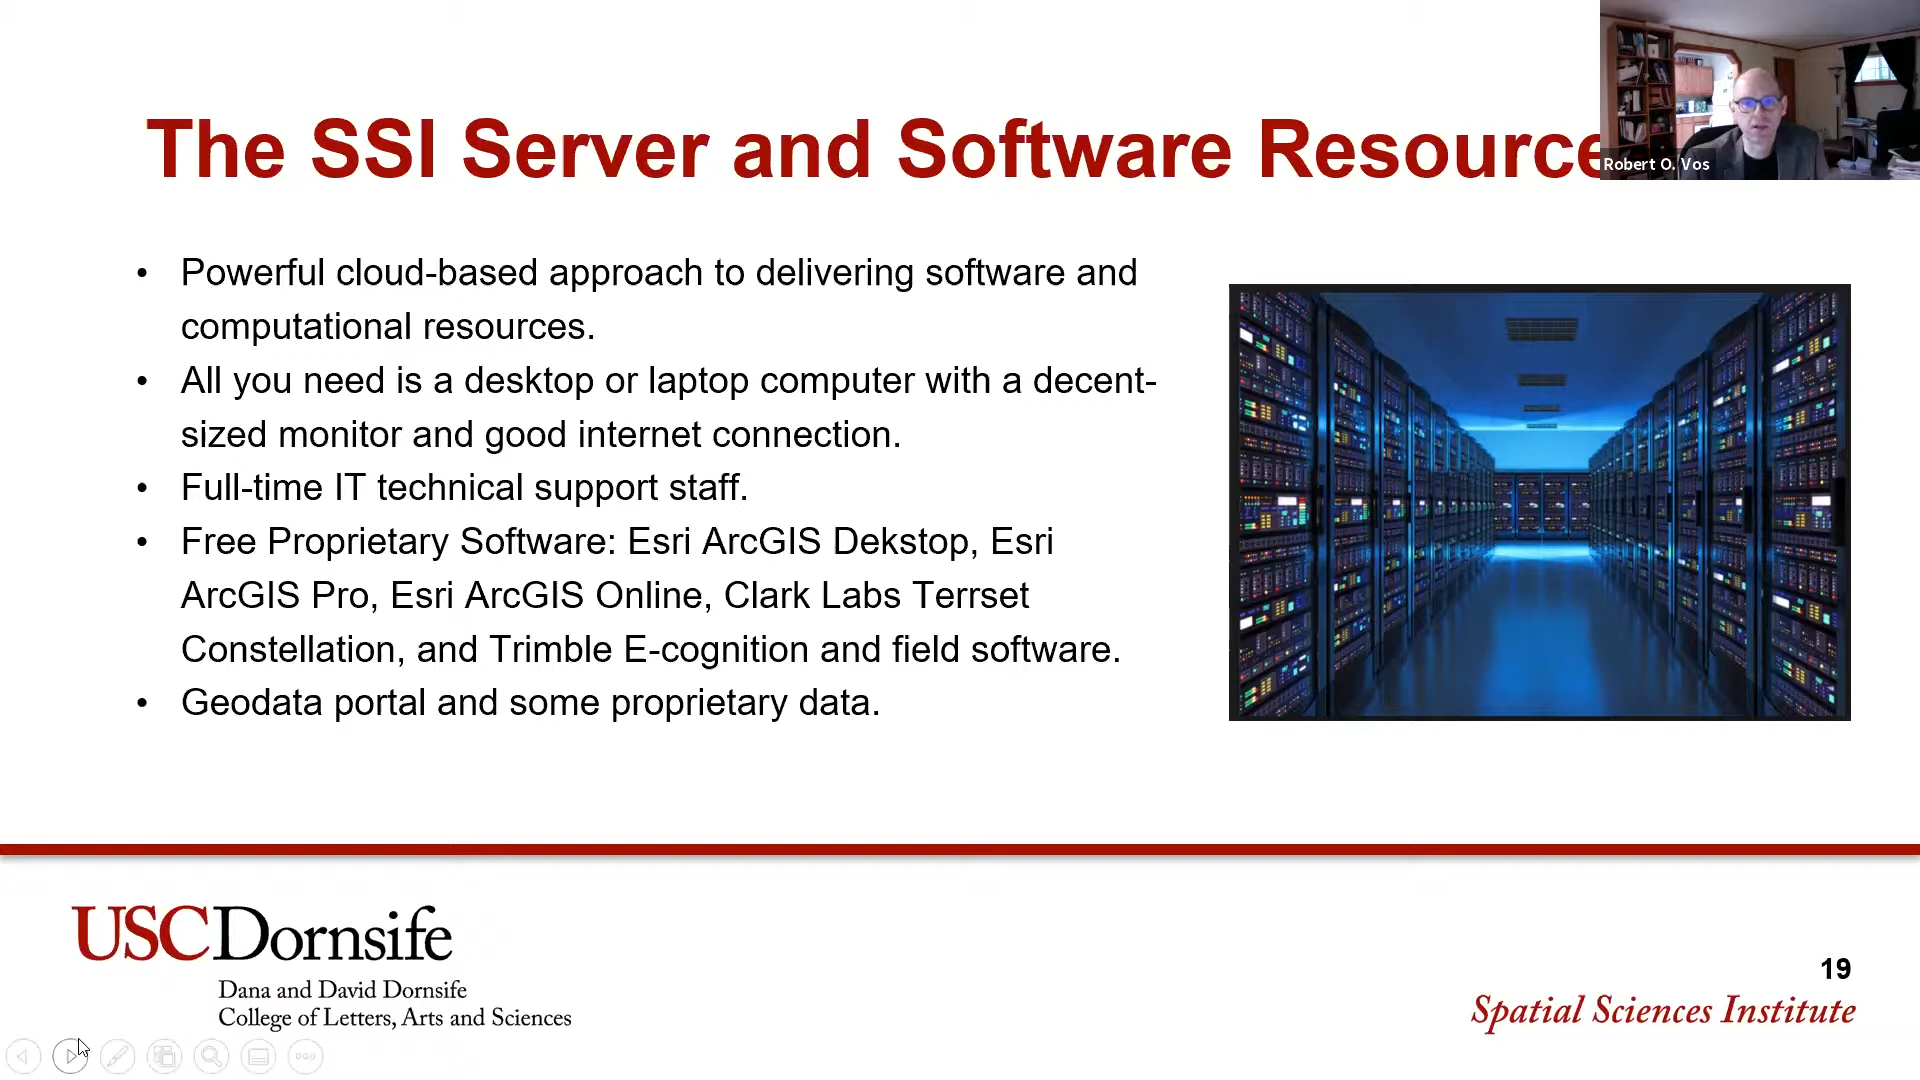 The SSI Server and Software Resource
Robert O. Vos
• Powerful cloud-based approach to delivering software and
computational resources.
• All you need is a desktop or laptop computer with a decent-
sized monitor and good internet connection.
• Full-time IT technical support staff.
• Free Proprietary Software: Esri ArcGIS Dekstop, Esri
ArcGIS Pro, Esri ArcGIS Online, Clark Labs Terrset
Constellation, and Trimble E-cognition and field software.
• Geodata portal and some proprietary data.
USCDornsife
Dana and David Dornsife
College of Letters, Arts and Sciences
19
Spatial Sciences Institute